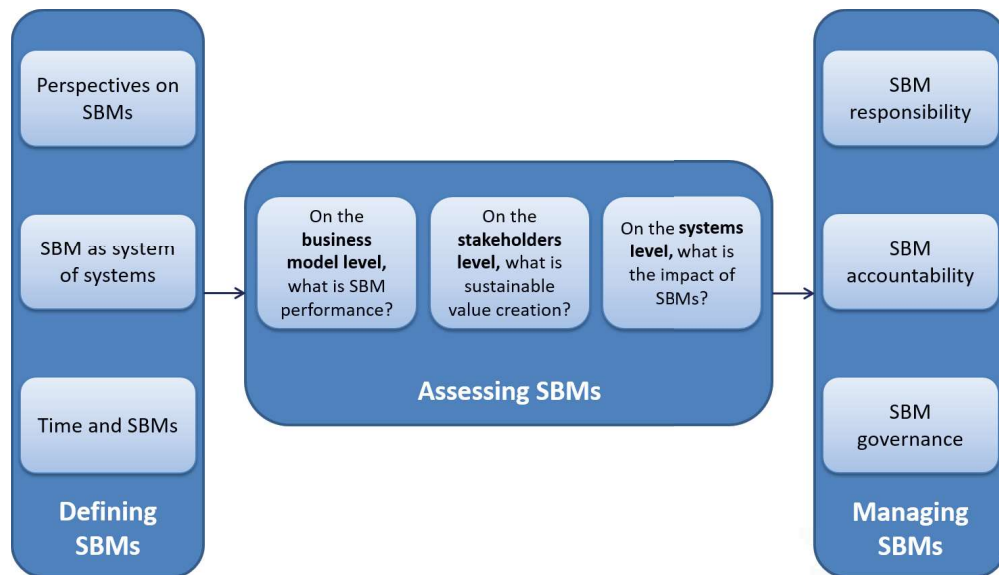 Perspectives on
SBMs
SBM as system
of systems
Time and SBMs
Defining
SBMs
On the
business
model level,
what is SBM
performance?
On the
stakeholders
level, what is
sustainable
value creation?
On the systems
level, what is
the impact of
SBMs?
Assessing SBMs
SBM
responsibility
SBM
accountability
SBM
governance
Managing
SBMs